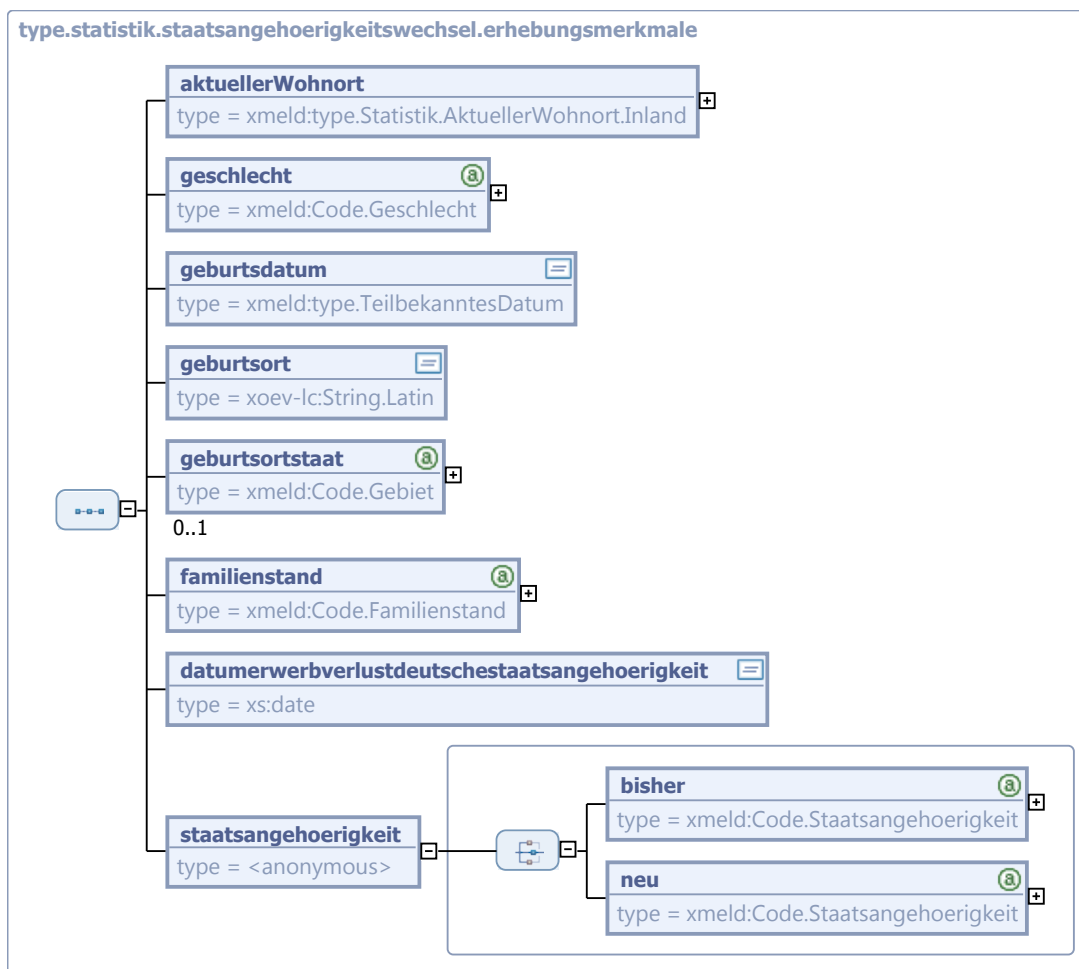 type.statistik.staatsangehoerigkeitswechsel.erhebungsmerkmale
aktuellerWohnort
type = xmeld:type.Statistik.AktuellerWohnort.Inland
geschlecht
type = xmeld:Code.Geschlecht
geburtsdatum
type = xmeld:type.TeilbekanntesDatum
geburtsort
type = xoev-lc:String.Latin
geburtsortstaat
type = xmeld:Code.Gebiet
0..1
familienstand
type = xmeld:Code.Familienstand
datumerwerbverlustdeutschestaatsangehoerigkeit
type = xs:date
staatsangehoerigkeit
type = <anonymous>
bisher
type = xmeld:Code.Staatsangehoerigkeit
neu
type = xmeld:Code.Staatsangehoerigkeit